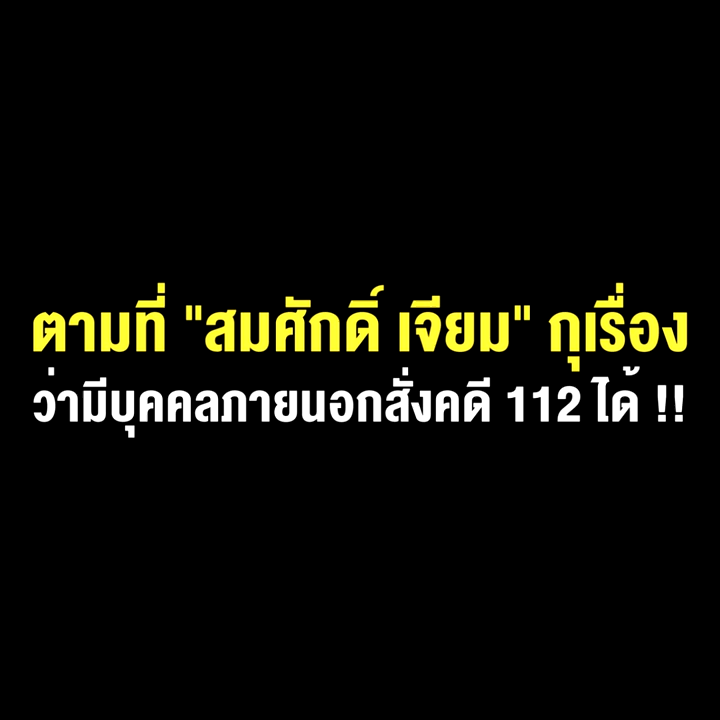 ตามที่ "สมศักดิ์ เจียม" กุเรื่อง
ว่ามีบุคคลภายนอกสั่งคดี 112 ได้ !!